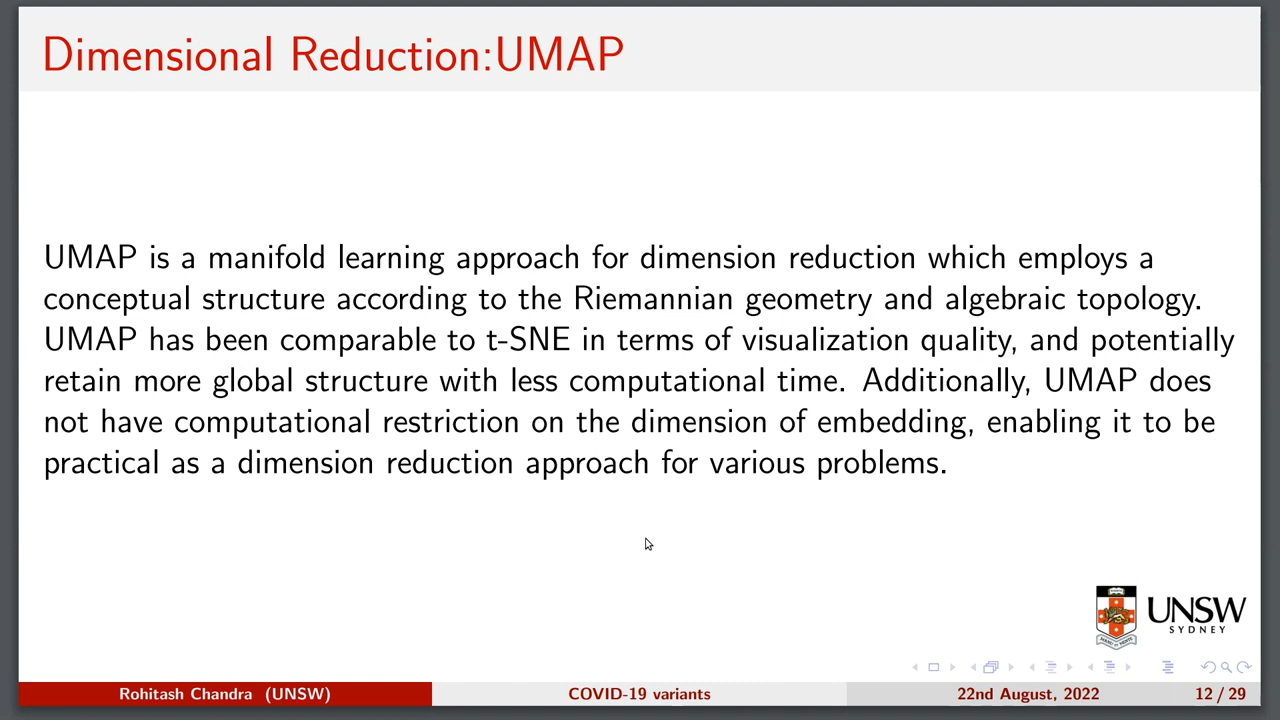 Dimensional Reduction:UMAP
UMAP is a manifold learning approach for dimension reduction which employs a
conceptual structure according to the Riemannian geometry and algebraic topology.
UMAP has been comparable to t-SNE in terms of visualization quality, and potentially
retain more global structure with less computational time. Additionally, UMAP does
not have computational restriction on the dimension of embedding, enabling it to be
practical as a dimension reduction approach for various problems.
UNSW
SYDNEY
Rohitash Chandra (UNSW)
COVID-19 variants
22nd August, 2022
12 / 29